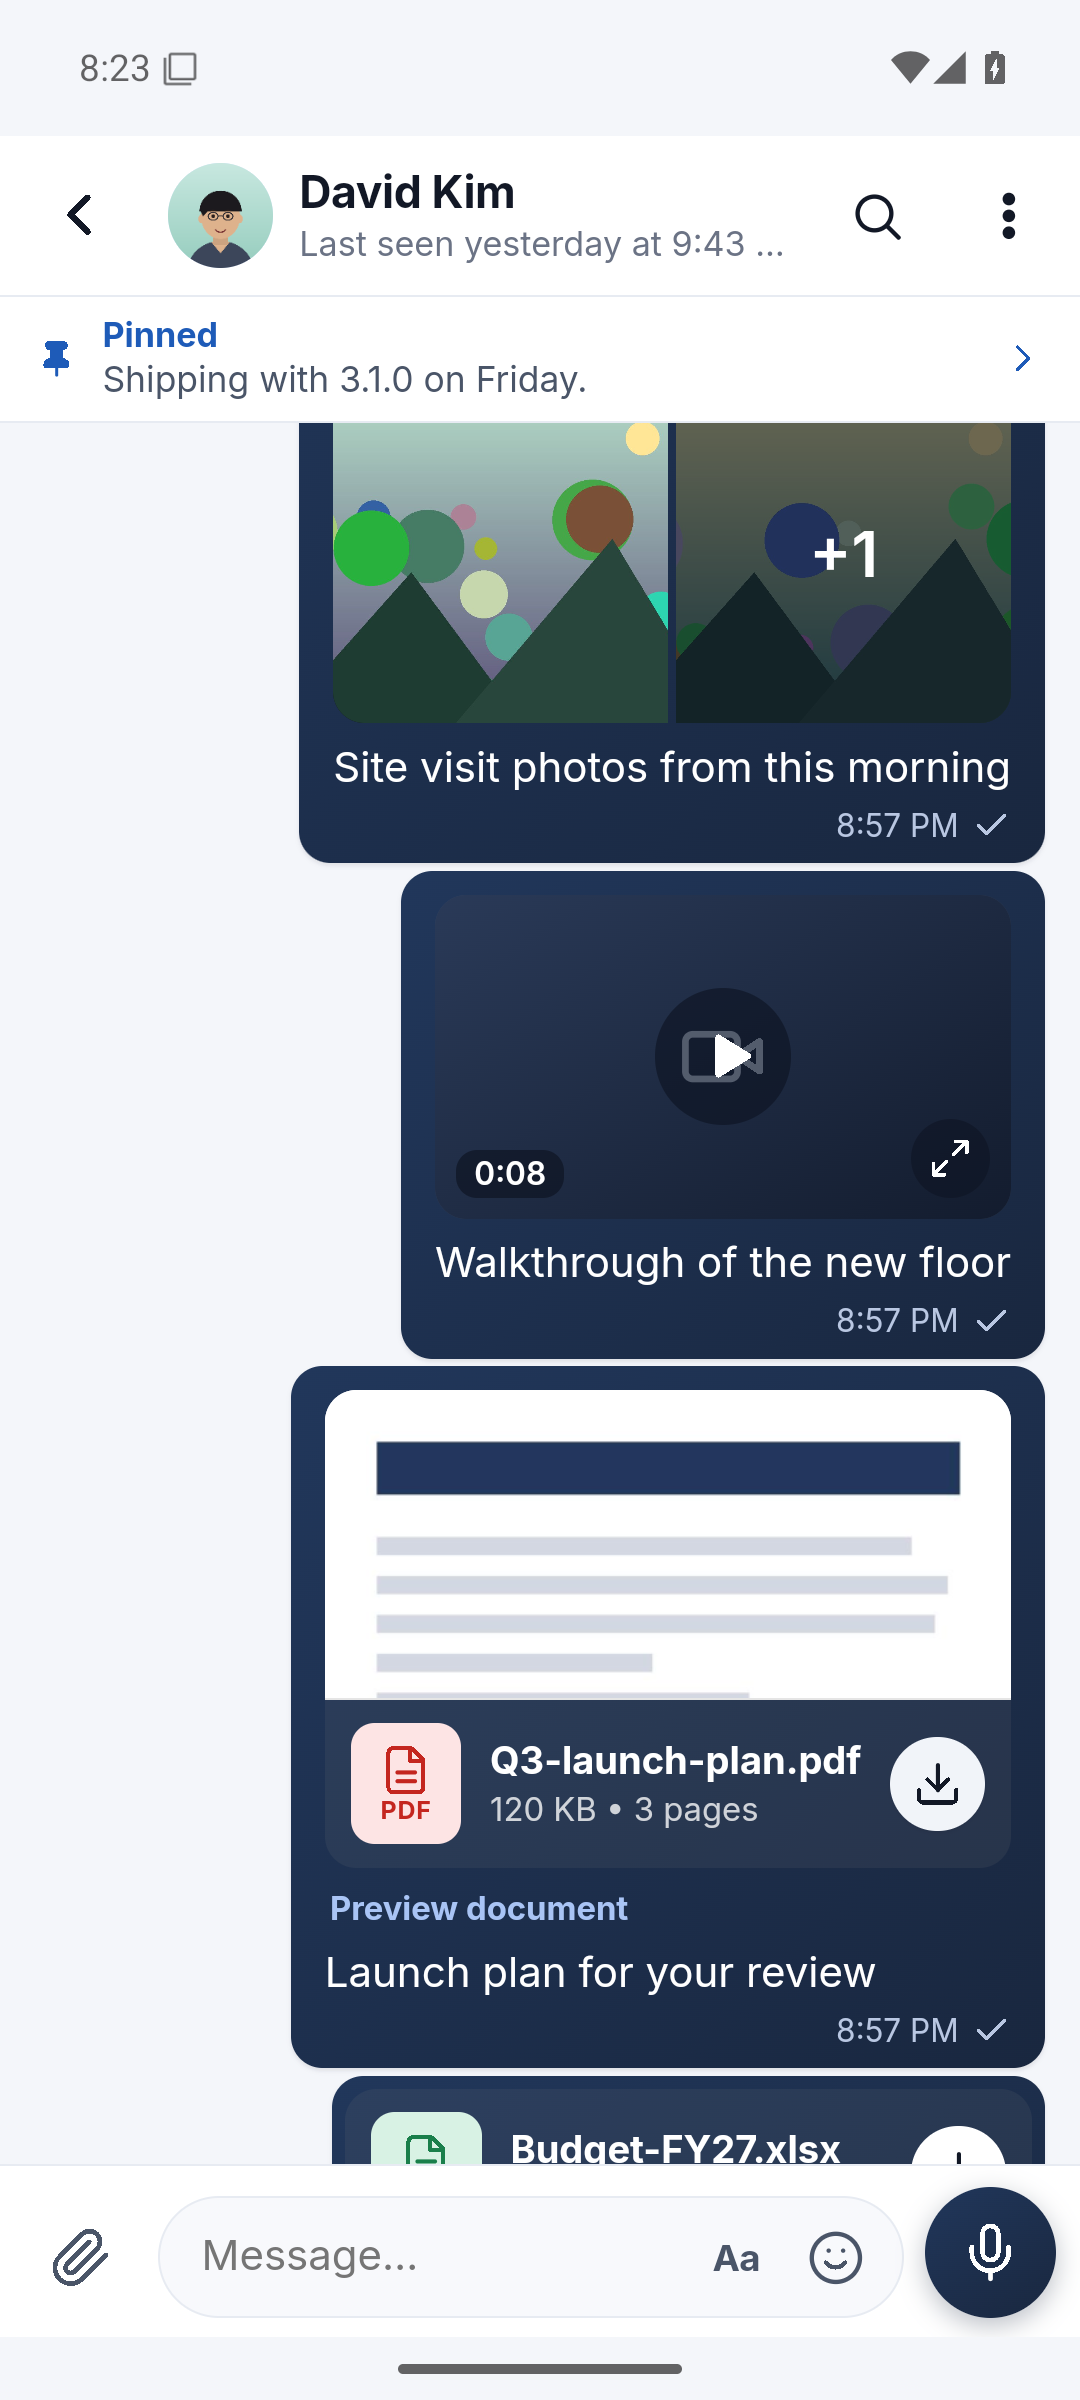 8:23
David Kim
Last seen yesterday at 9:43 ...
Pinned
Shipping with 3.1.0 on Friday.
+1
Site visit photos from this morning
8:57 PM
0:08
Walkthrough of the new floor
8:57 PM
PDF
Q3-launch-plan.pdf
120 KB • 3 pages
Preview document
Launch plan for your review
8:57 PM
Budget-FY27.xlsx
Message...
Aa